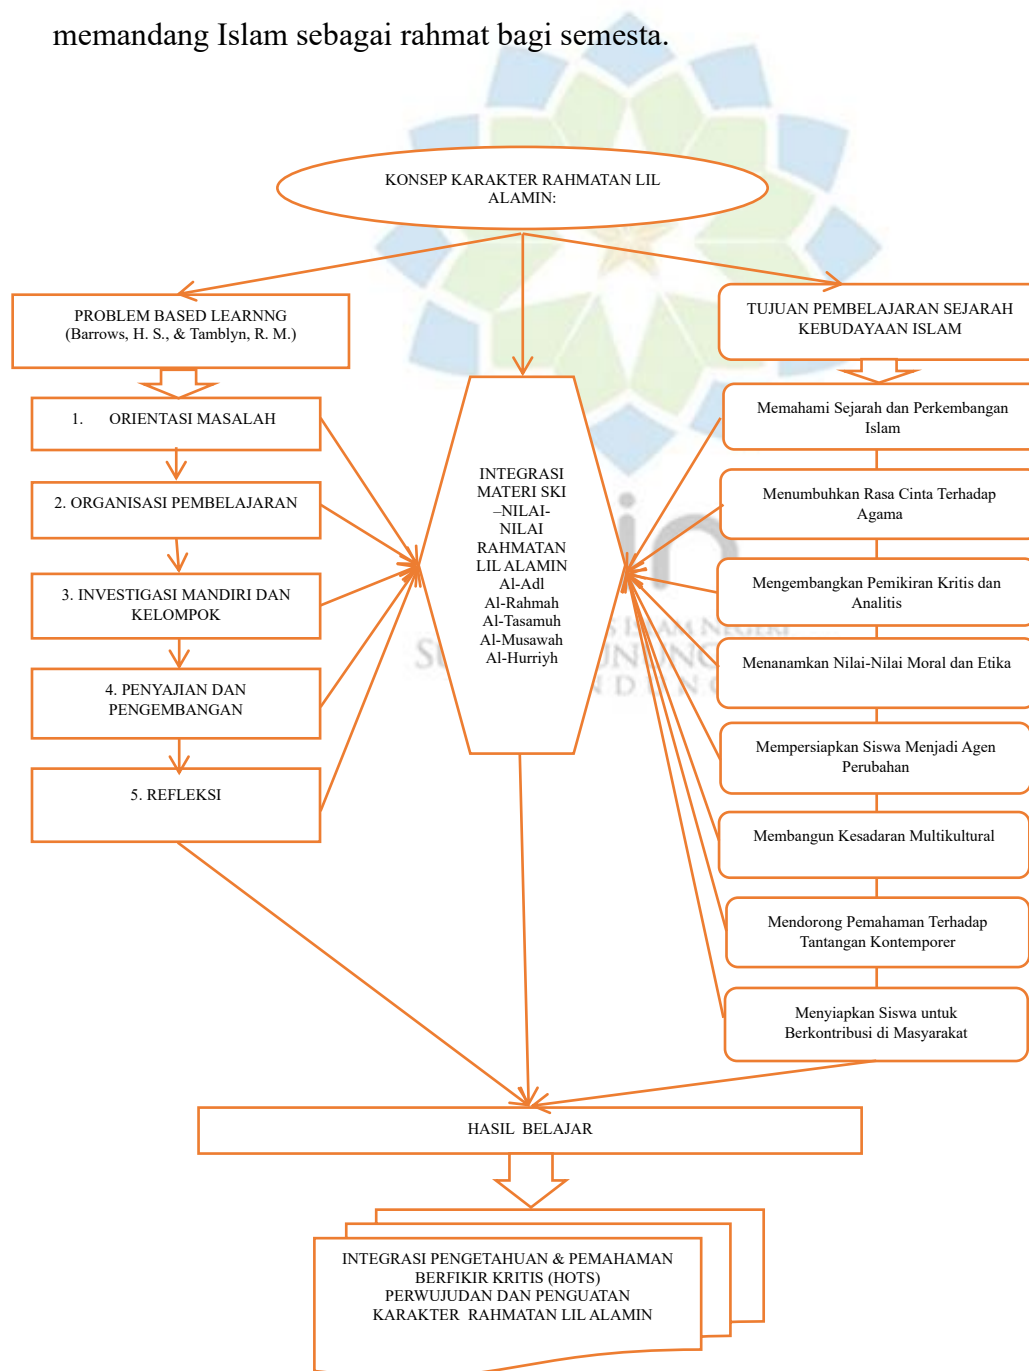 memandang Islam sebagai rahmat bagi semesta.
KONSEP KARAKTER RAHMATAN LIL
ALAMIN:
PROBLEM BASED LEARNNG
(Barrows, H. S., & Tamblyn, R. M.)
1. ORIENTASI MASALAH
2. ORGANISASI PEMBELAJARAN
3. INVESTIGASI MANDIRI DAN
KELOMPOK
4. PENYAJIAN DAN
PENGEMBANGAN
5. REFLEKSI
INTEGRASI
MATERI SKI
–NILAI-
NILAI
RAHMATAN
LIL ALAMIN
Al-Adl
Al-Rahmah
Al-Tasamuh
Al-Musawah
Al-Hurriyh
TUJUAN PEMBELAJARAN SEJARAH
KEBUDAYAAN ISLAM
Memahami Sejarah dan Perkembangan
Islam
Menumbuhkan Rasa Cinta Terhadap
Agama
Mengembangkan Pemikiran Kritis dan
Analitis
Menanamkan Nilai-Nilai Moral dan Etika
Mempersiapkan Siswa Menjadi Agen
Perubahan
Membangun Kesadaran Multikultural
Mendorong Pemahaman Terhadap
Tantangan Kontemporer
Menyiapkan Siswa untuk
Berkontribusi di Masyarakat
HASIL BELAJAR
INTEGRASI PENGETAHUAN & PEMAHAMAN
BERFIKIR KRITIS (HOTS)
PERWUJUDAN DAN PENGUATAN
KARAKTER RAHMATAN LIL ALAMIN